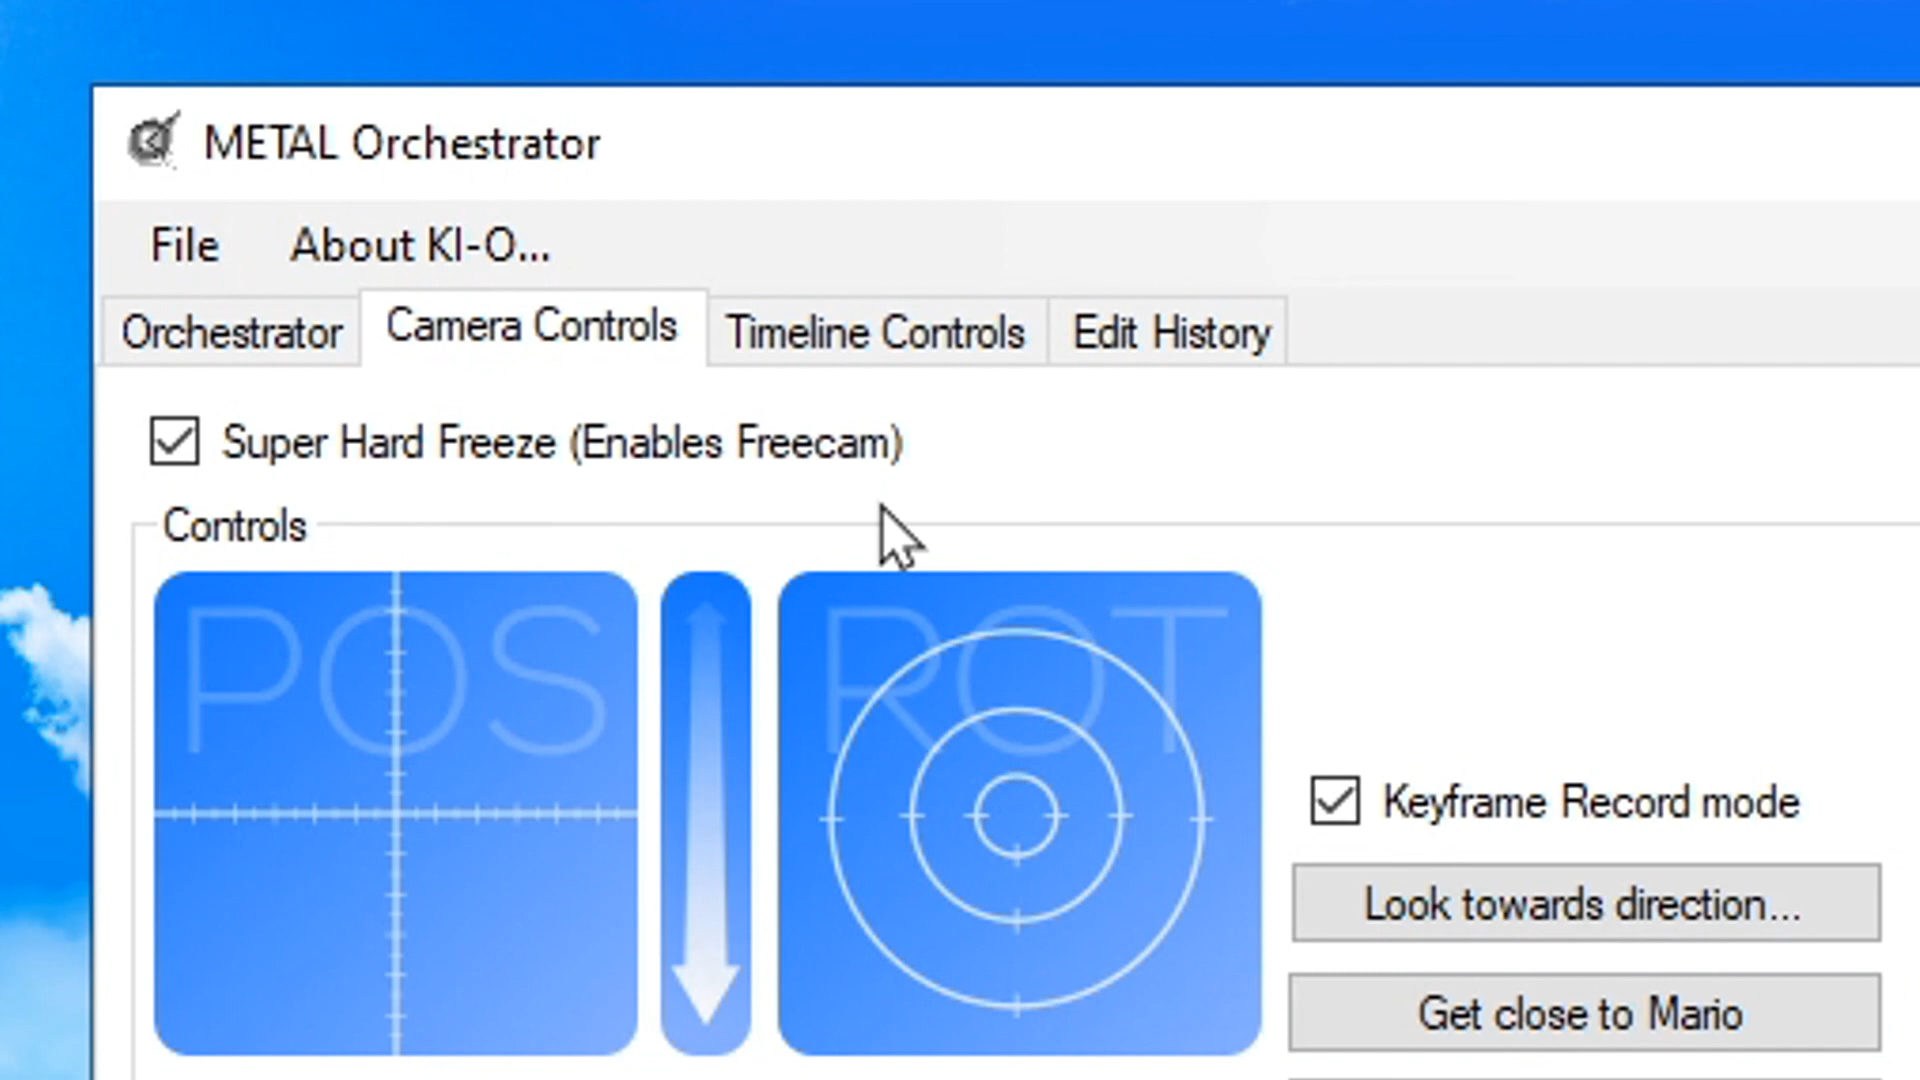 METAL Orchestrator
File About KI-O...
Orchestrator Camera Controls Timeline Controls Edit History
Super Hard Freeze (Enables Freecam)
Controls
POS ROT
Keyframe Record mode
Look towards direction...
Get close to Mario